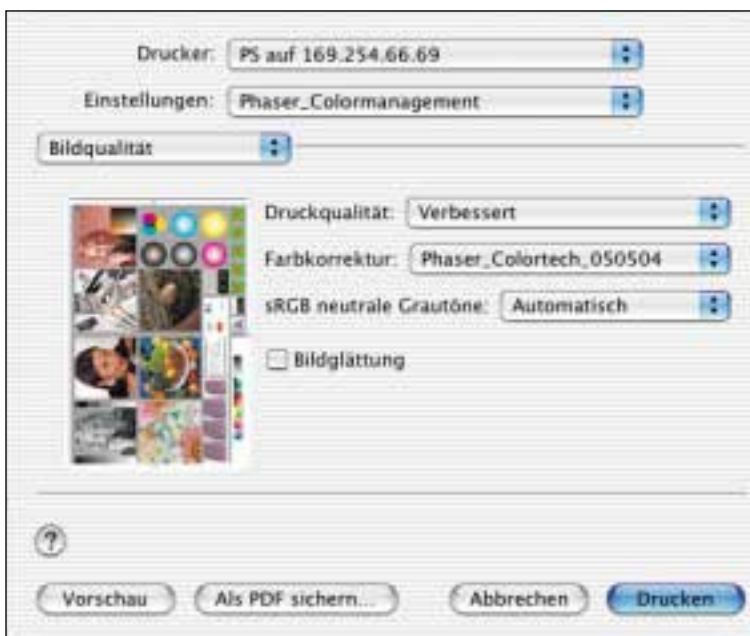 Drucker: PS auf 169.254.66.69
Einstellungen: Phaser_Colormanagement
Bildqualität
Druckqualität: Verbessert
Farbkorrektur: Phaser_Colortech_050504
sRGB neutrale Grautöne: Automatisch
Bildglättung
?
Vorschau Als PDF sichern... Abbrechen Drucken